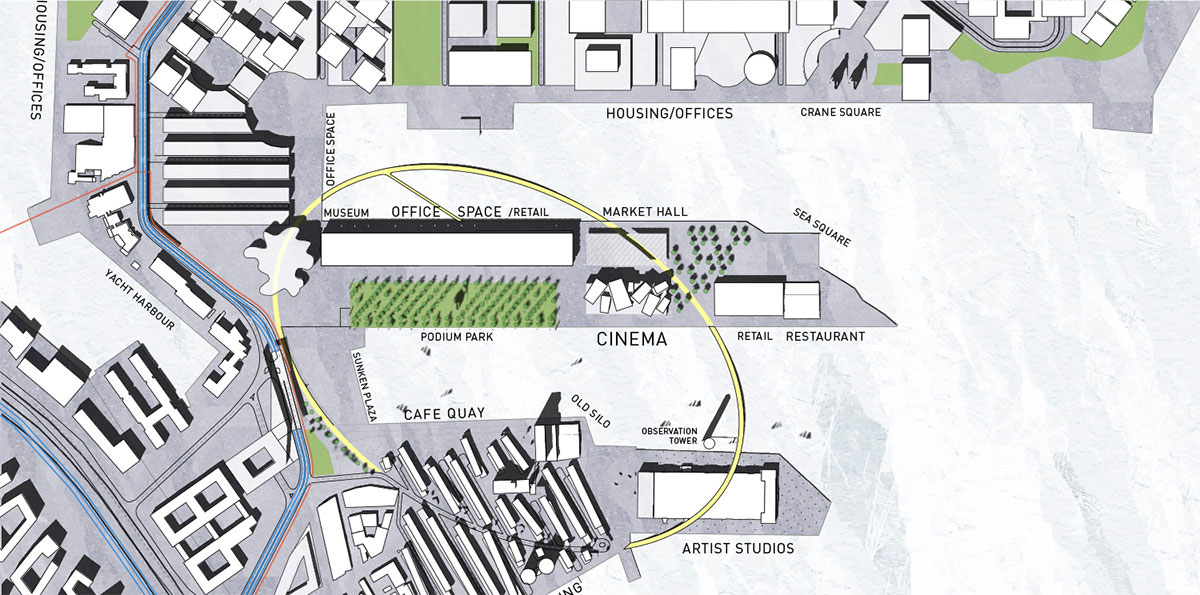 HOUSING/OFFICES
HOUSING/OFFICES
CRANE SQUARE
OFFICE SPACE
MUSEUM
OFFICE SPACE /RETAIL
MARKET HALL
SEA SQUARE
YACHT HARBOUR
PODIUM PARK
CINEMA
RETAIL
RESTAURANT
SUNKEN PLAZA
CAFE QUAY
OLD SILO
OBSERVATION
TOWER
ARTIST STUDIOS